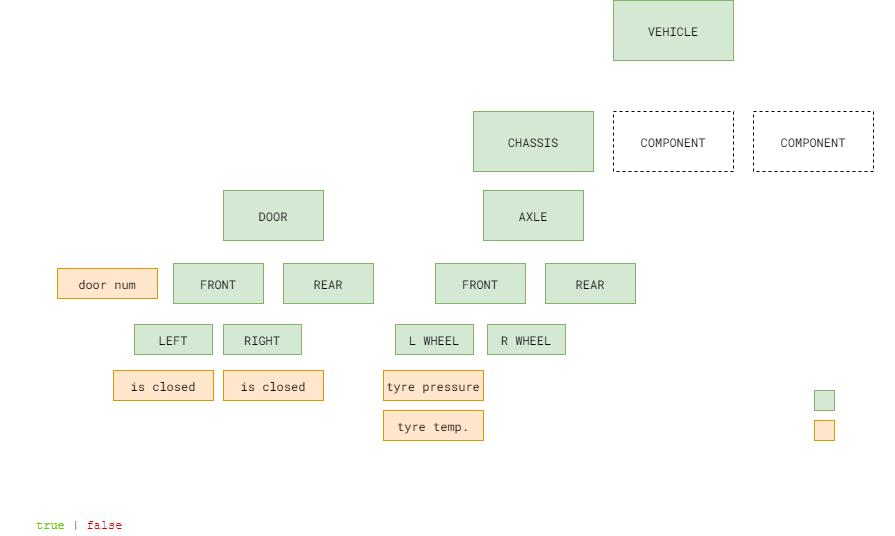 VEHICLE
CHASSIS
COMPONENT
COMPONENT
DOOR
AXLE
door num
FRONT
REAR
FRONT
REAR
LEFT
RIGHT
L WHEEL
R WHEEL
is closed
is closed
tyre pressure
tyre temp.
true | false